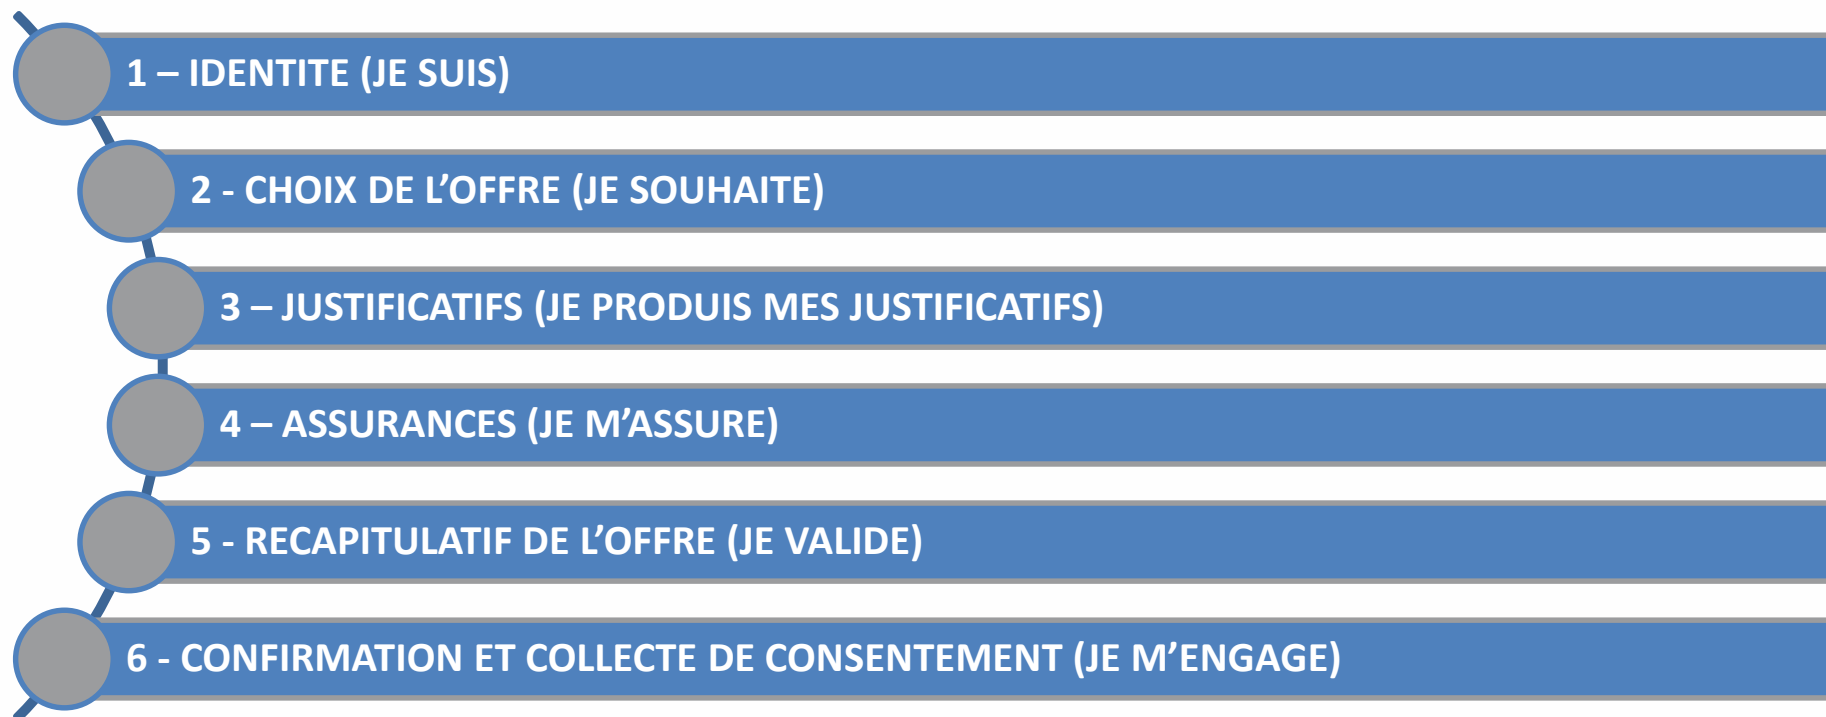 1 – IDENTITE (JE SUIS)
2 - CHOIX DE L’OFFRE (JE SOUHAITE)
3 – JUSTIFICATIFS (JE PRODUIS MES JUSTIFICATIFS)
4 – ASSURANCES (JE M’ASSURE)
5 - RECAPITULATIF DE L’OFFRE (JE VALIDE)
6 - CONFIRMATION ET COLLECTE DE CONSENTEMENT (JE M’ENGAGE)